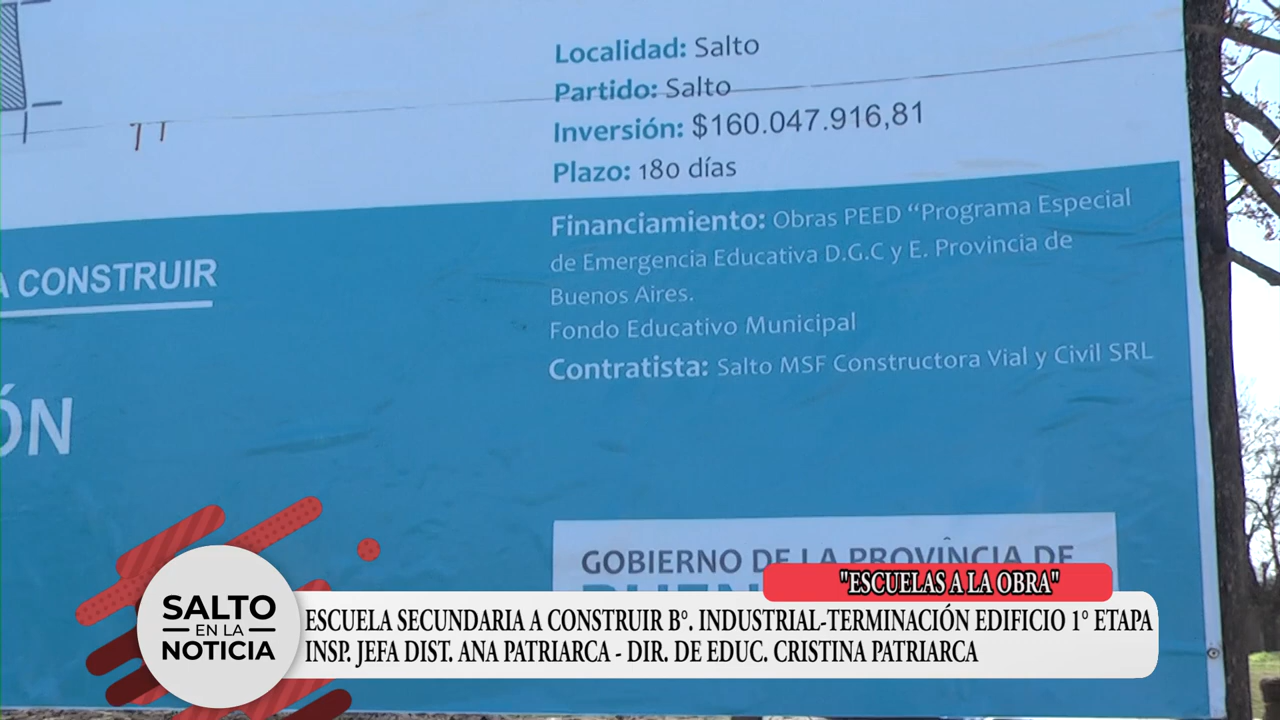 Localidad: Salto
Partido: Salto
Inversión: $160.047.916,81
Plazo: 180 días
Financiamiento: Obras PEED “Programa Especial
de Emergencia Educativa D.G.C y E. Provincia de
Buenos Aires.
Fondo Educativo Municipal
Contratista: Salto MSF Constructora Vial y Civil SRL
A CONSTRUIR
ÓN
GOBIERNO DE LA PROVINCIA DE
"ESCUELAS A LA OBRA"
SALTO
EN LA
NOTICIA
ESCUELA SECUNDARIA A CONSTRUIR B°. INDUSTRIAL-TERMINACIÓN EDIFICIO 1° ETAPA
INSP. JEFA DIST. ANA PATRIARCA - DIR. DE EDUC. CRISTINA PATRIARCA